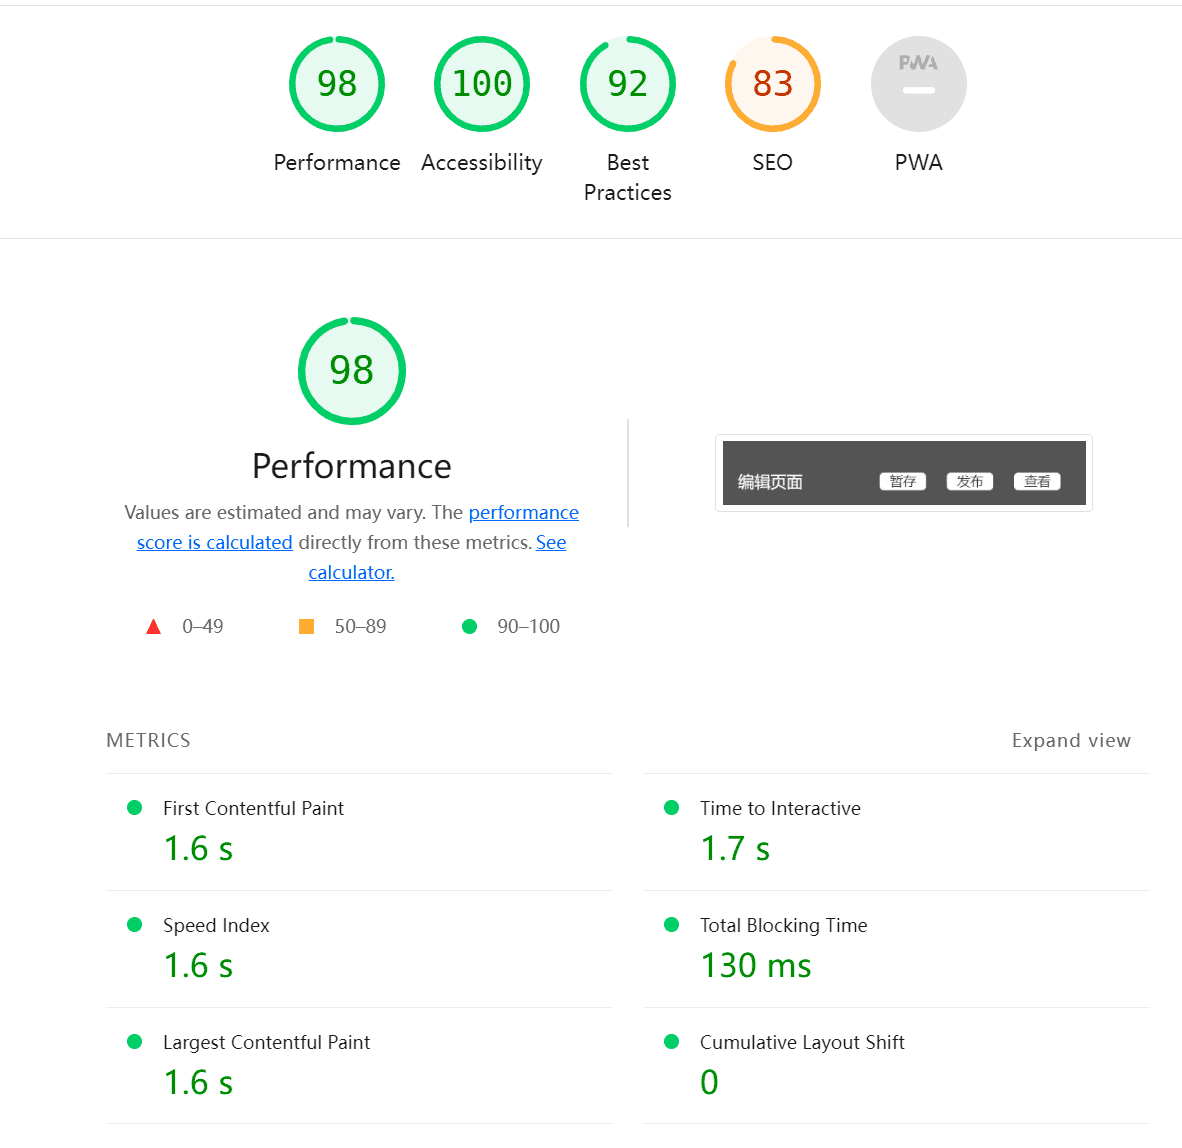 98
100
92
83
PWA
Performance
Accessibility
Best
Practices
SEO
PWA
98
Performance
Values are estimated and may vary. The performance
score is calculated directly from these metrics. See
calculator.
0–49
50–89
90–100
编辑页面
暂存
发布
查看
METRICS
Expand view
First Contentful Paint
1.6 s
Time to Interactive
1.7 s
Speed Index
1.6 s
Total Blocking Time
130 ms
Largest Contentful Paint
1.6 s
Cumulative Layout Shift
0